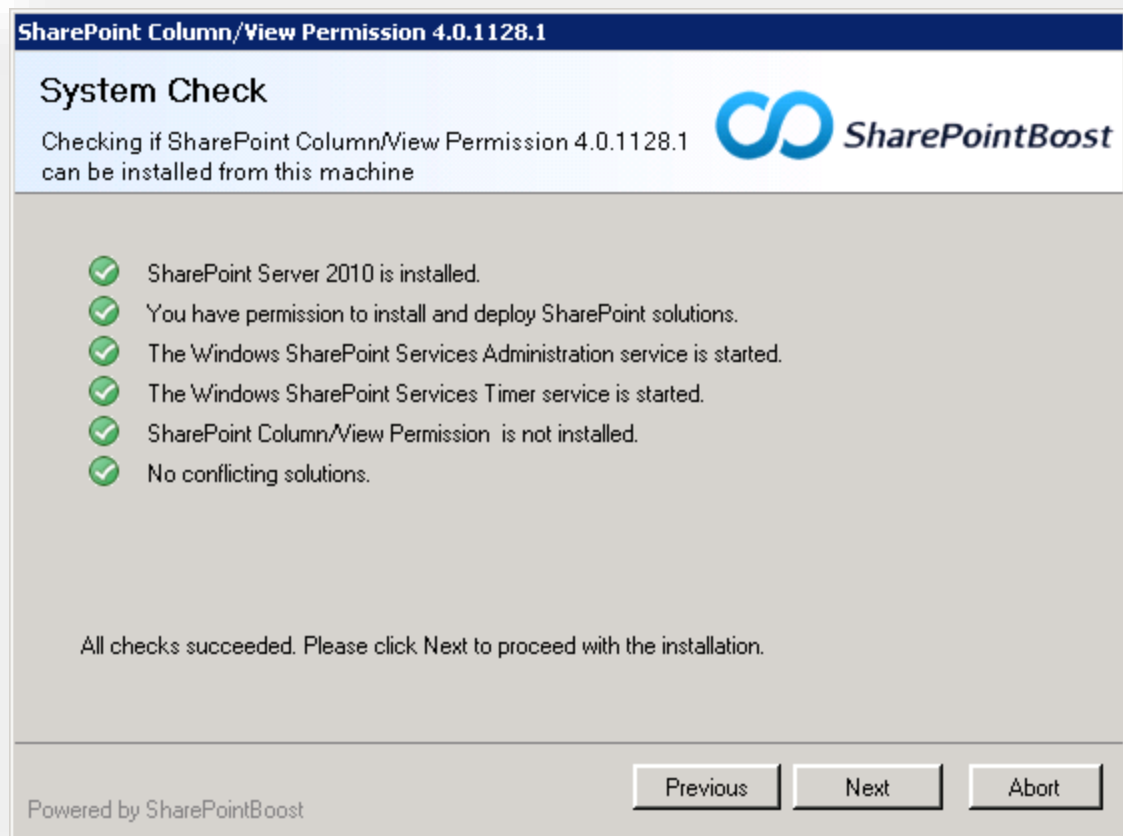 SharePoint Column/View Permission 4.0.1128.1
System Check
Checking if SharePoint Column/View Permission 4.0.1128.1
can be installed from this machine
SharePointBoost
SharePoint Server 2010 is installed.
You have permission to install and deploy SharePoint solutions.
The Windows SharePoint Services Administration service is started.
The Windows SharePoint Services Timer service is started.
SharePoint Column/View Permission  is not installed.
No conflicting solutions.
All checks succeeded. Please click Next to proceed with the installation.
Previous
Next
Abort
Powered by SharePointBoost